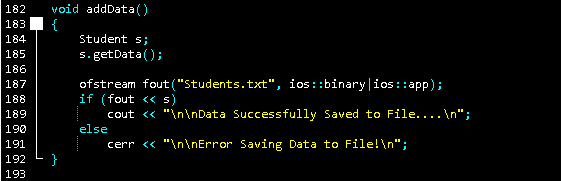 182 void addData()
183 {
184 Student s;
185 s.getData();
186
187 ofstream fout("Students.txt", ios::binary|ios::app);
188 if (fout << s)
189 cout << "\n\nData Successfully Saved to File....\n";
190 else
191 cerr << "\n\nError Saving Data to File!\n";
192 }
193